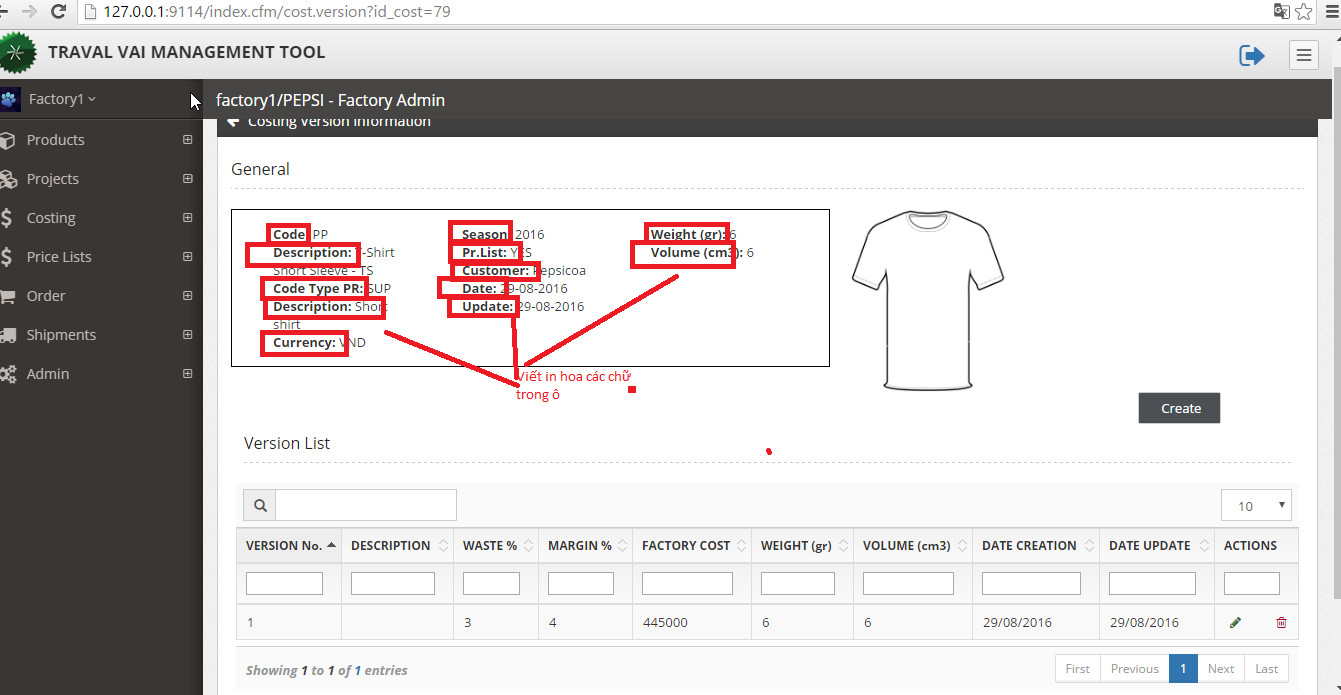 127.0.0.1:9114/index.cfm/cost.version?id_cost=79
TRAVAL VAI MANAGEMENT TOOL
Factory1
factory1/PEPSI - Factory Admin
Costing Version Information
Products
Projects
Costing
Price Lists
Order
Shipments
Admin
General
Code: PP
Description: T-Shirt
Short Sleeve - TS
Code Type PR: SUP
Description: Short
shirt
Currency: VND
Season: 2016
Pr.List: YES
Customer: Pepsicoa
Date: 29-08-2016
Update: 29-08-2016
Weight (gr): 6
Volume (cm3): 6
Viết in hoa các chữ
trong ô
Create
Version List
10
VERSION No. DESCRIPTION WASTE % MARGIN % FACTORY COST WEIGHT (gr) VOLUME (cm3) DATE CREATION DATE UPDATE ACTIONS
1 3 4 445000 6 6 29/08/2016 29/08/2016
Showing 1 to 1 of 1 entries
First Previous 1 Next Last